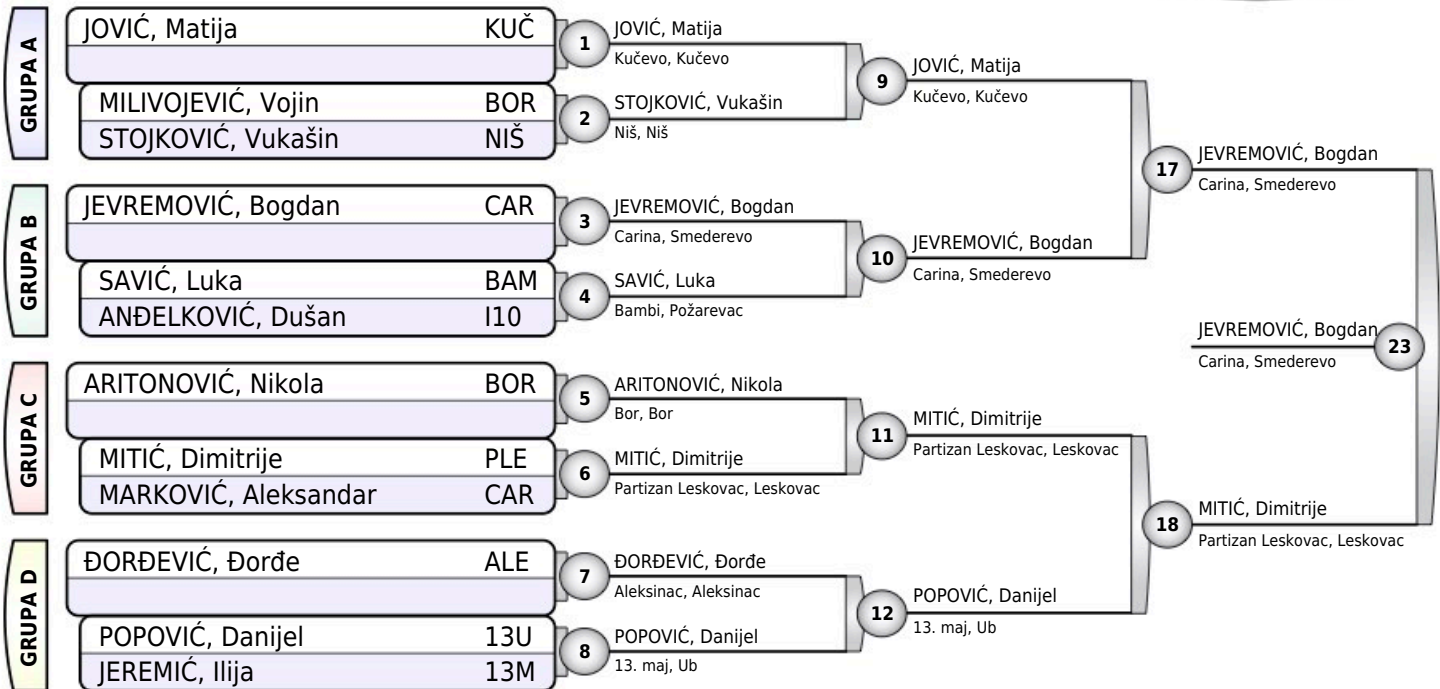 GRUPA A
JOVIĆ, Matija KUČ
MILIVOJEVIĆ, Vojin BOR
STOJKOVIĆ, Vukašin NIŠ
GRUPA B
JEVREMOVIĆ, Bogdan CAR
SAVIĆ, Luka BAM
ANĐELKOVIĆ, Dušan I10
GRUPA C
ARITONOVIĆ, Nikola BOR
MITIĆ, Dimitrije PLE
MARKOVIĆ, Aleksandar CAR
GRUPA D
ĐORĐEVIĆ, Đorđe ALE
POPOVIĆ, Danijel 13U
JEREMIĆ, Ilija 13M
1
JOVIĆ, Matija
Kučevo, Kučevo
2
STOJKOVIĆ, Vukašin
Niš, Niš
3
JEVREMOVIĆ, Bogdan
Carina, Smederevo
4
SAVIĆ, Luka
Bambi, Požarevac
5
ARITONOVIĆ, Nikola
Bor, Bor
6
MITIĆ, Dimitrije
Partizan Leskovac, Leskovac
7
ĐORĐEVIĆ, Đorđe
Aleksinac, Aleksinac
8
POPOVIĆ, Danijel
13. maj, Ub
9
JOVIĆ, Matija
Kučevo, Kučevo
10
JEVREMOVIĆ, Bogdan
Carina, Smederevo
11
MITIĆ, Dimitrije
Partizan Leskovac, Leskovac
12
POPOVIĆ, Danijel
13. maj, Ub
17
JEVREMOVIĆ, Bogdan
Carina, Smederevo
18
MITIĆ, Dimitrije
Partizan Leskovac, Leskovac
JEVREMOVIĆ, Bogdan
23
Carina, Smederevo